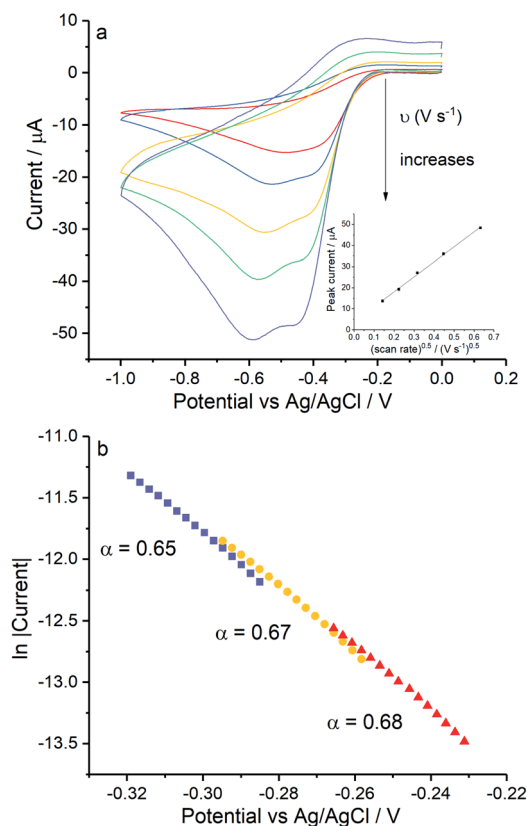 a
10
0
-10
-20
-30
-40
-50
Current / μA
υ (V s⁻¹)
increases
50
40
30
20
10
0
Peak current / μA
0.0 0.1 0.2 0.3 0.4 0.5 0.6 0.7
(scan rate)^0.5 / (V s⁻¹)^0.5
-1.0 -0.8 -0.6 -0.4 -0.2 0.0
Potential vs Ag/AgCl / V
b
-11.0
-11.5
-12.0
-12.5
-13.0
-13.5
ln |Current|
α = 0.65
α = 0.67
α = 0.68
-0.32 -0.30 -0.28 -0.26 -0.24 -0.22
Potential vs Ag/AgCl / V